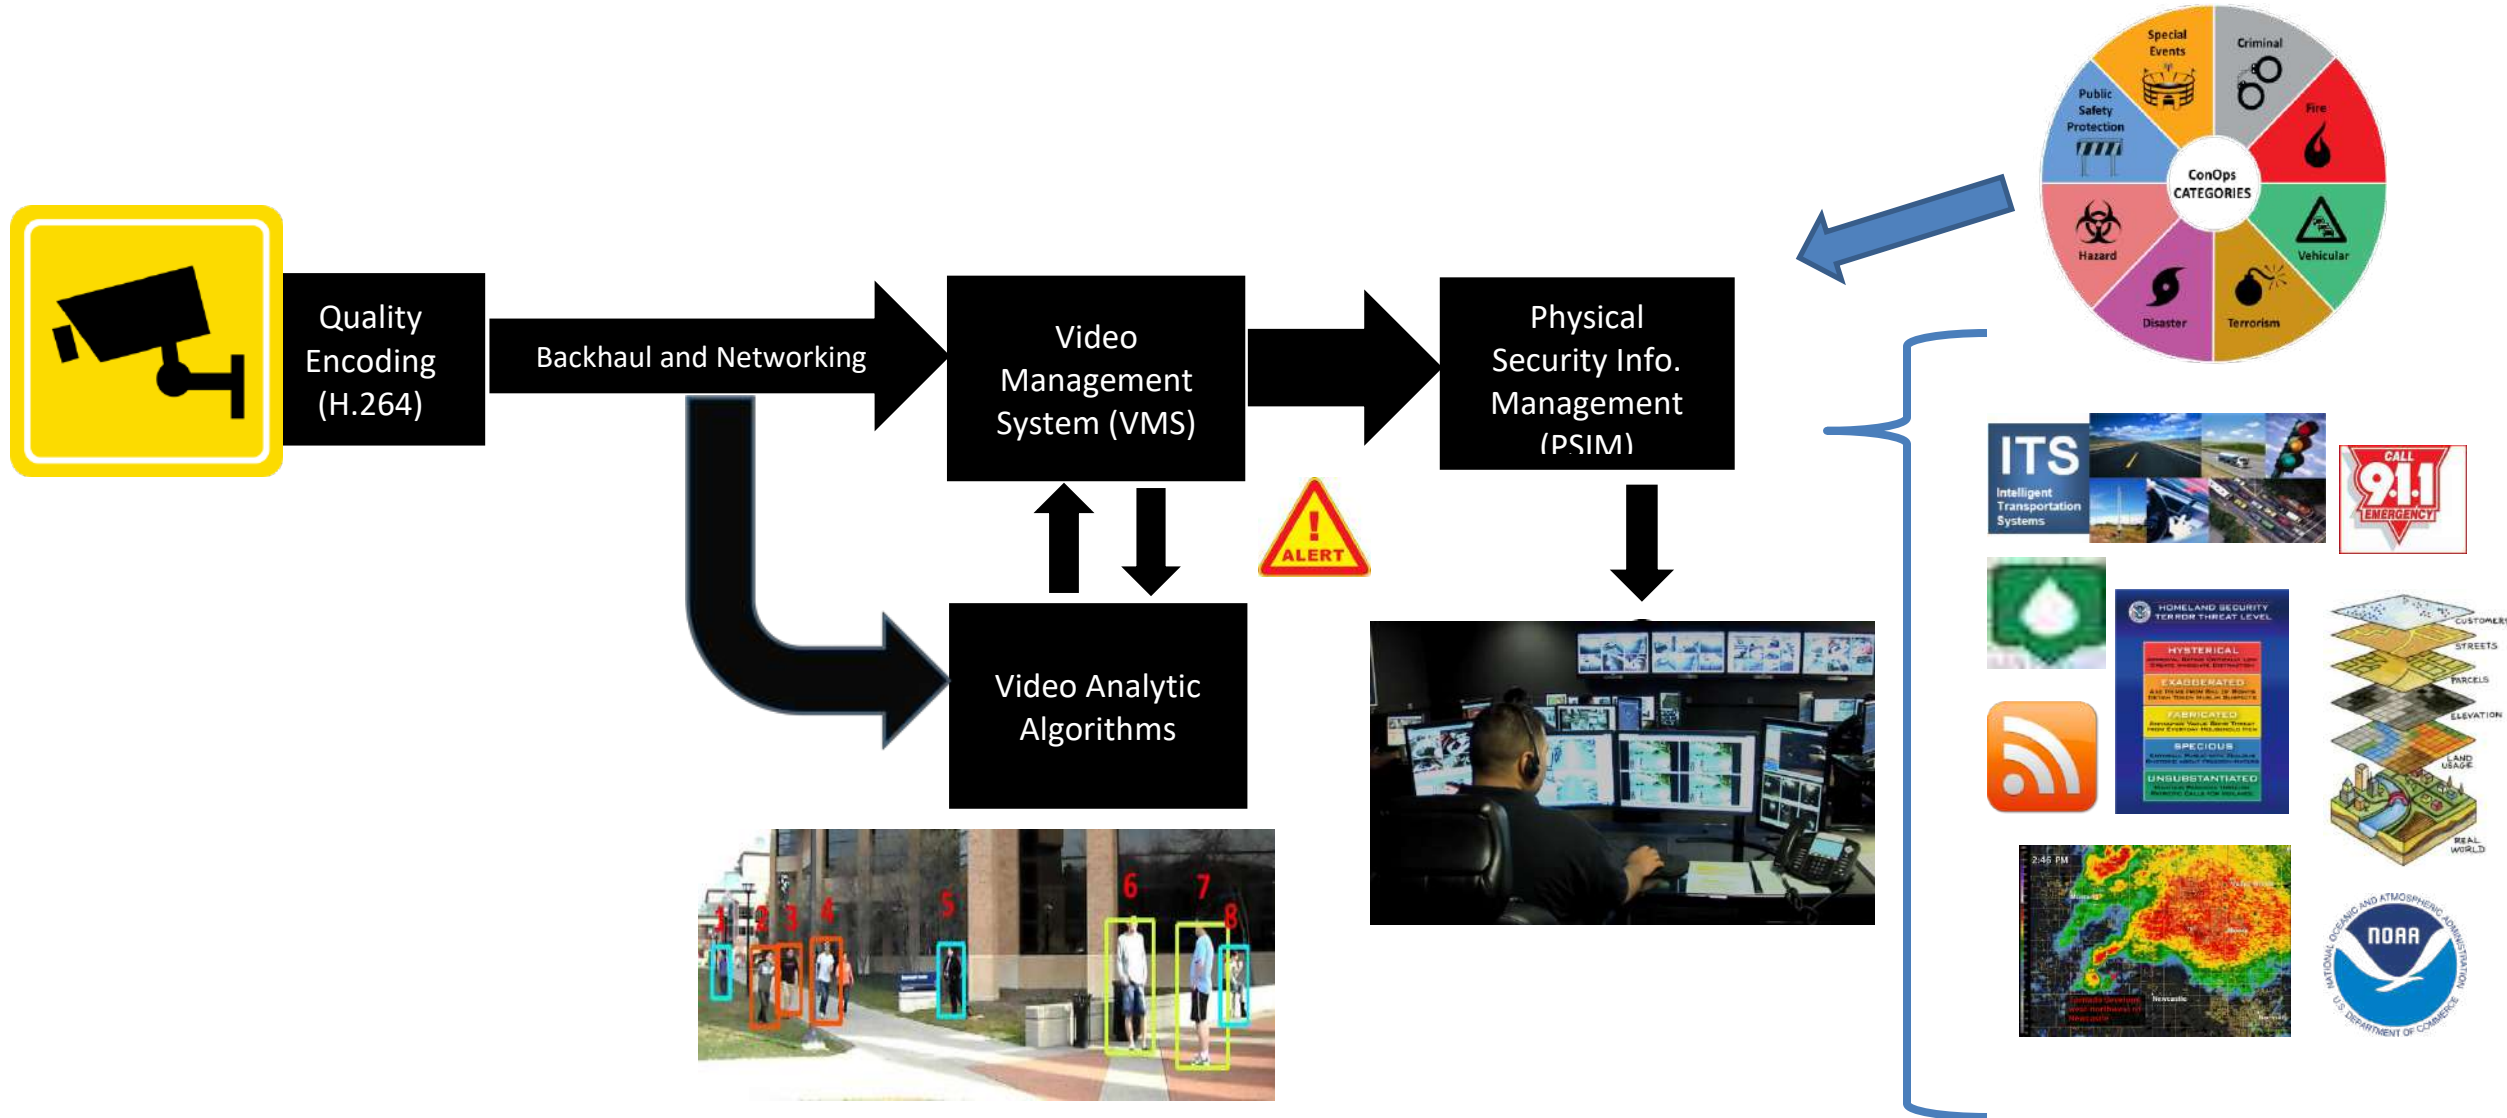 Quality
Encoding
(H.264)
Backhaul and Networking
Video
Management
System (VMS)
Physical
Security Info.
Management
(PSIM)
ALERT
Video Analytic
Algorithms
1
2
3
4
5
6
7
8
Special
Events
Criminal
Public
Safety
Protection
Fire
ConOps
CATEGORIES
Hazard
Vehicular
Disaster
Terrorism
ITS
Intelligent
Transportation
Systems
CALL
9.1.1
EMERGENCY
HOMELAND SECURITY
TERROR THREAT LEVEL
HYSTERICAL
EXAGGERATED
FABRICATED
SPECIOUS
UNSUBSTANTIATED
CUSTOMERS
STREETS
PARCELS
ELEVATION
LAND
USAGE
REAL
WORLD
2:46 PM
Newcastle
NATIONAL OCEANIC AND ATMOSPHERIC ADMINISTRATION
NOAA
U.S. DEPARTMENT OF COMMERCE